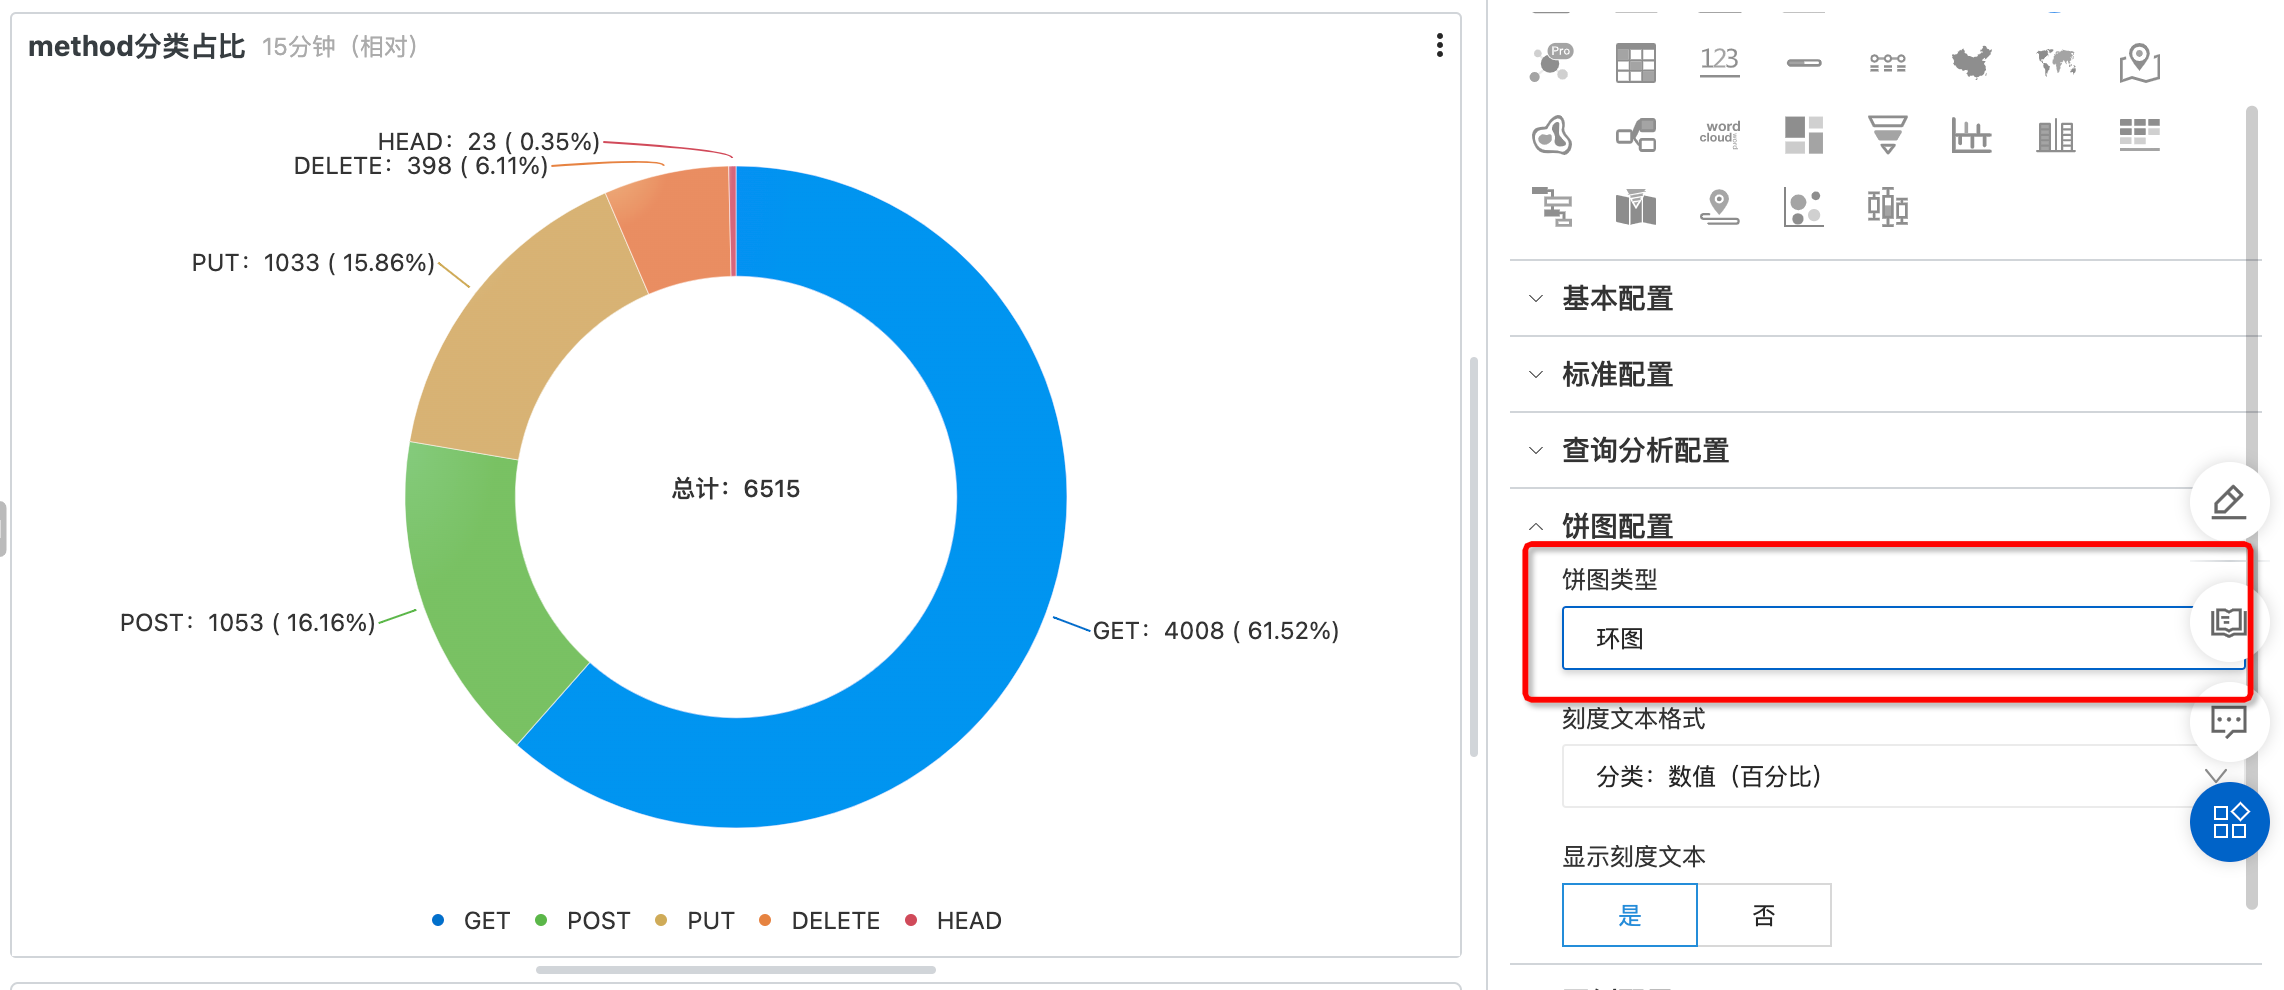 method分类占比 15分钟（相对）
HEAD：23 ( 0.35%)
DELETE：398 ( 6.11%)
PUT：1033 ( 15.86%)
总计：6515
POST：1053 ( 16.16%)
GET：4008 ( 61.52%)
GET POST PUT DELETE HEAD
Pro
123
word
cloud
word
基本配置
标准配置
查询分析配置
饼图配置
饼图类型
环图
刻度文本格式
分类：数值（百分比）
显示刻度文本
是 否